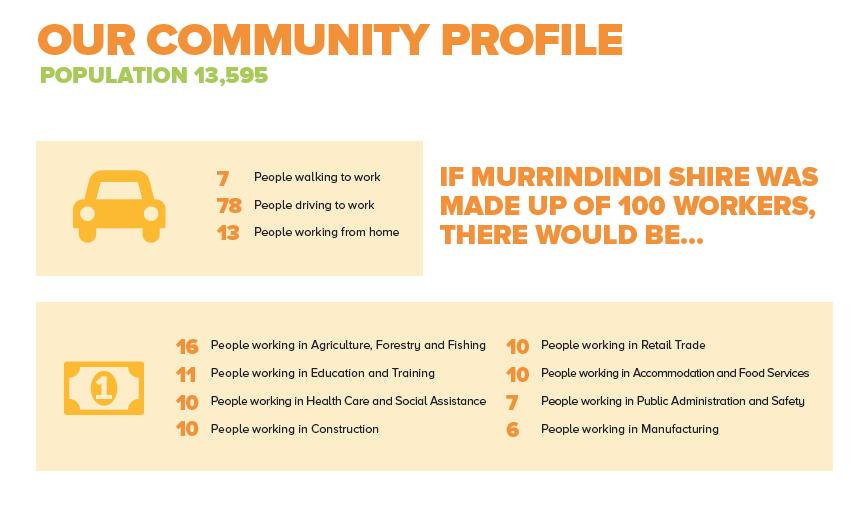 OUR COMMUNITY PROFILE
POPULATION 13,595
7 People walking to work
78 People driving to work
13 People working from home
IF MURRINDINDI SHIRE WAS
MADE UP OF 100 WORKERS,
THERE WOULD BE...
1
16 People working in Agriculture, Forestry and Fishing
11 People working in Education and Training
10 People working in Health Care and Social Assistance
10 People working in Construction
10 People working in Retail Trade
10 People working in Accommodation and Food Services
7 People working in Public Administration and Safety
6 People working in Manufacturing